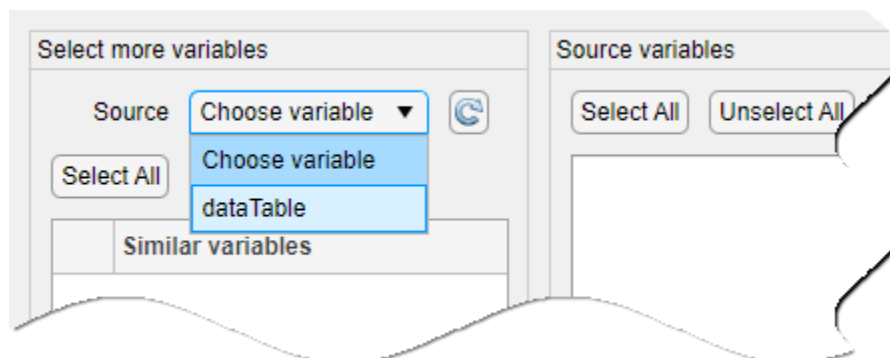 Select more variables
Source variables
Source Choose variable
Select All Unselect All
Choose variable
Select All
dataTable
Similar variables